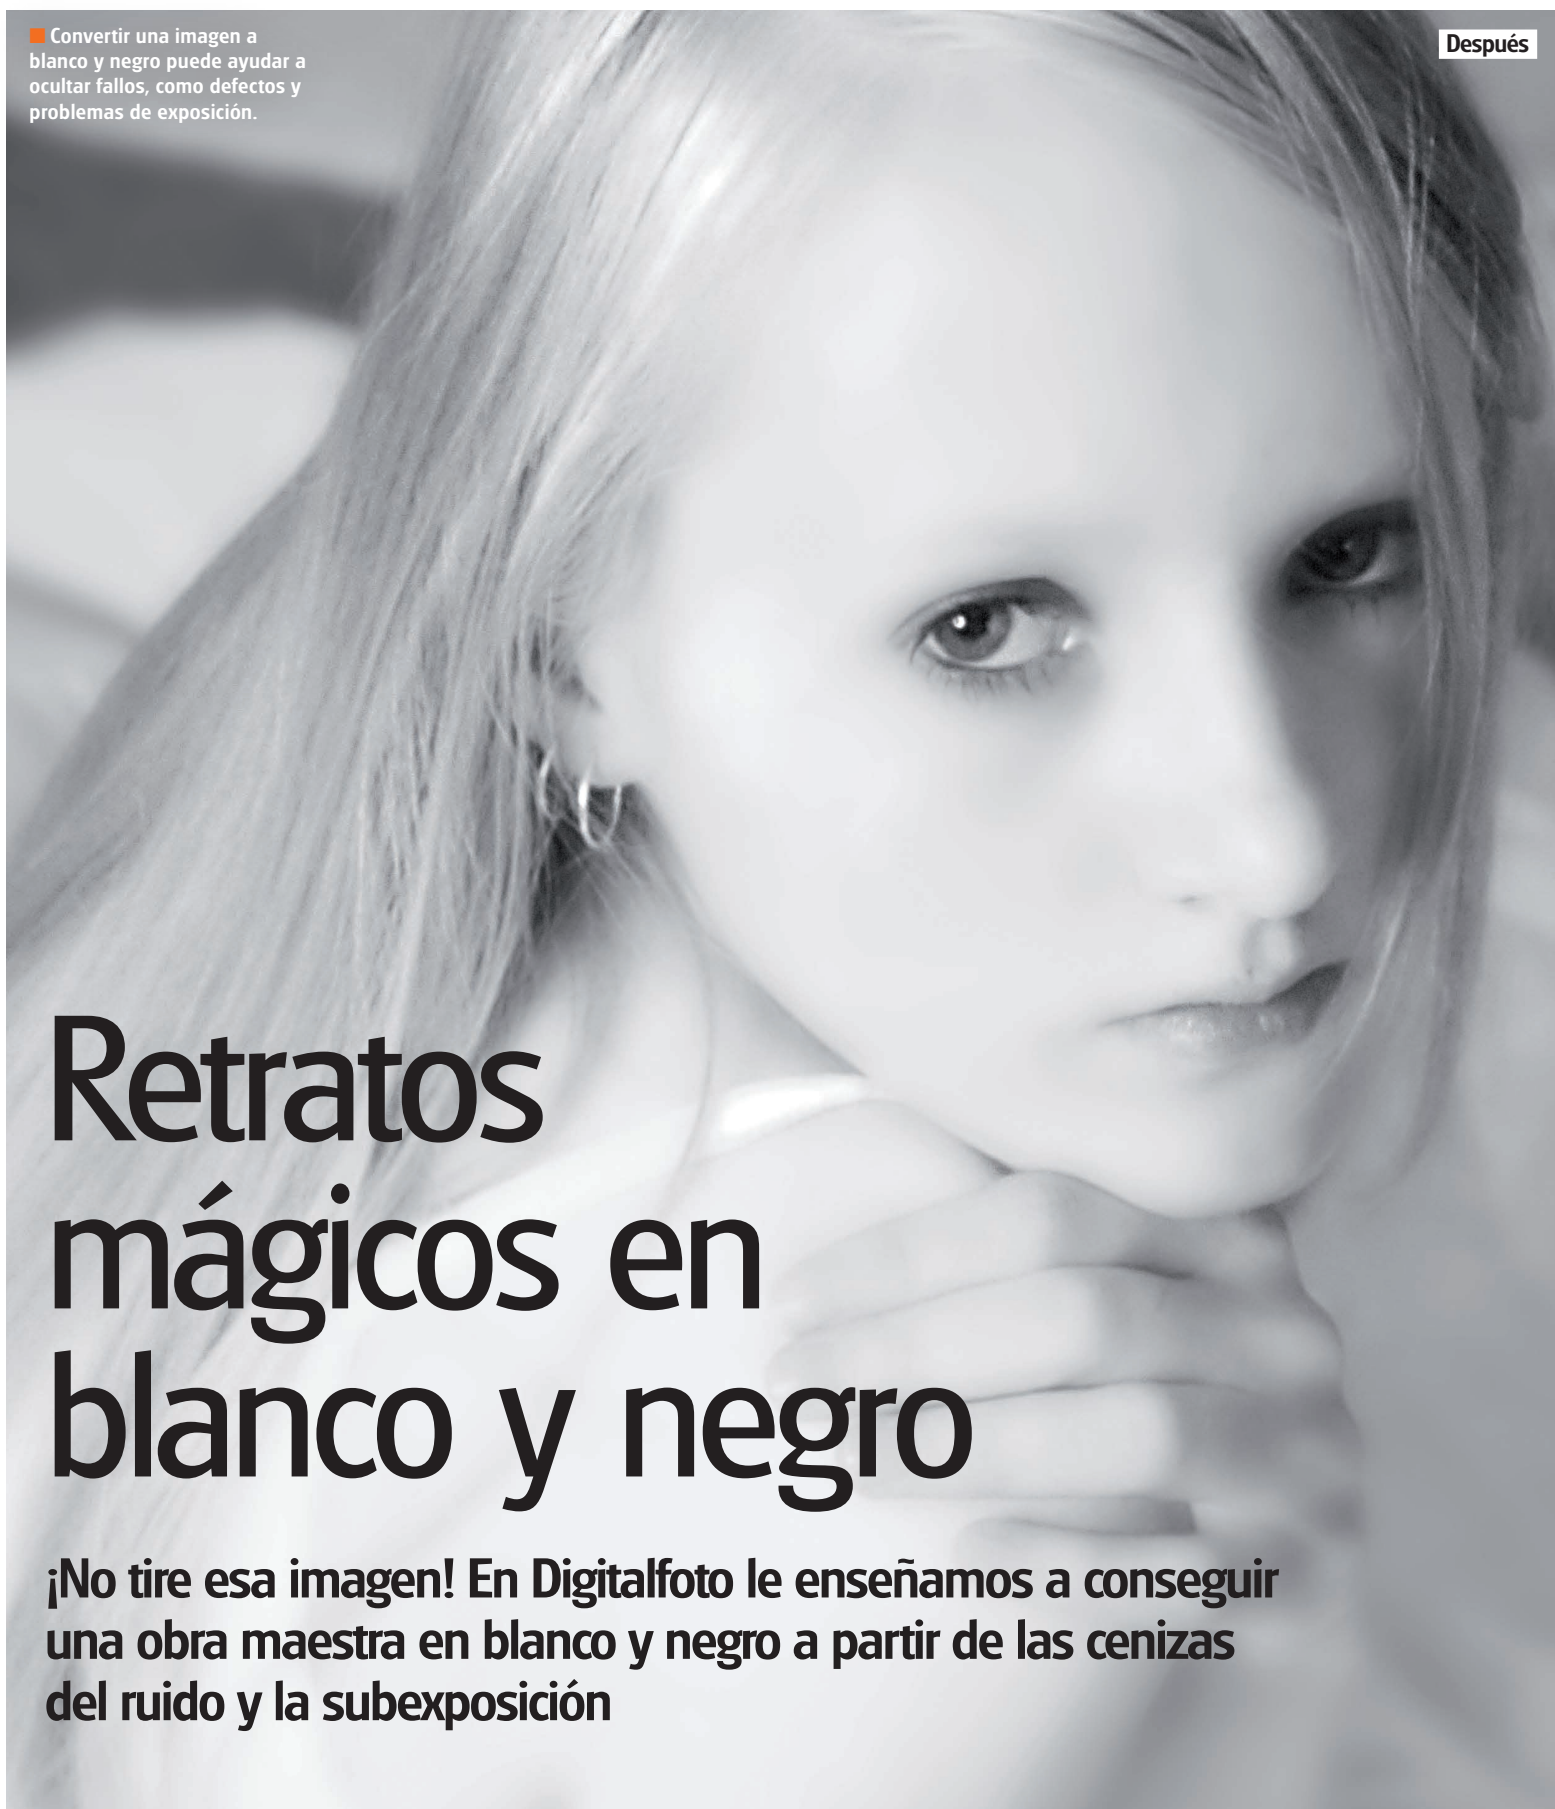 Convertir una imagen a
blanco y negro puede ayudar a
ocultar fallos, como defectos y
problemas de exposición.
Después
Retratos
mágicos en
blanco y negro
¡No tire esa imagen! En Digitalfoto le enseñamos a conseguir
una obra maestra en blanco y negro a partir de las cenizas
del ruido y la subexposición